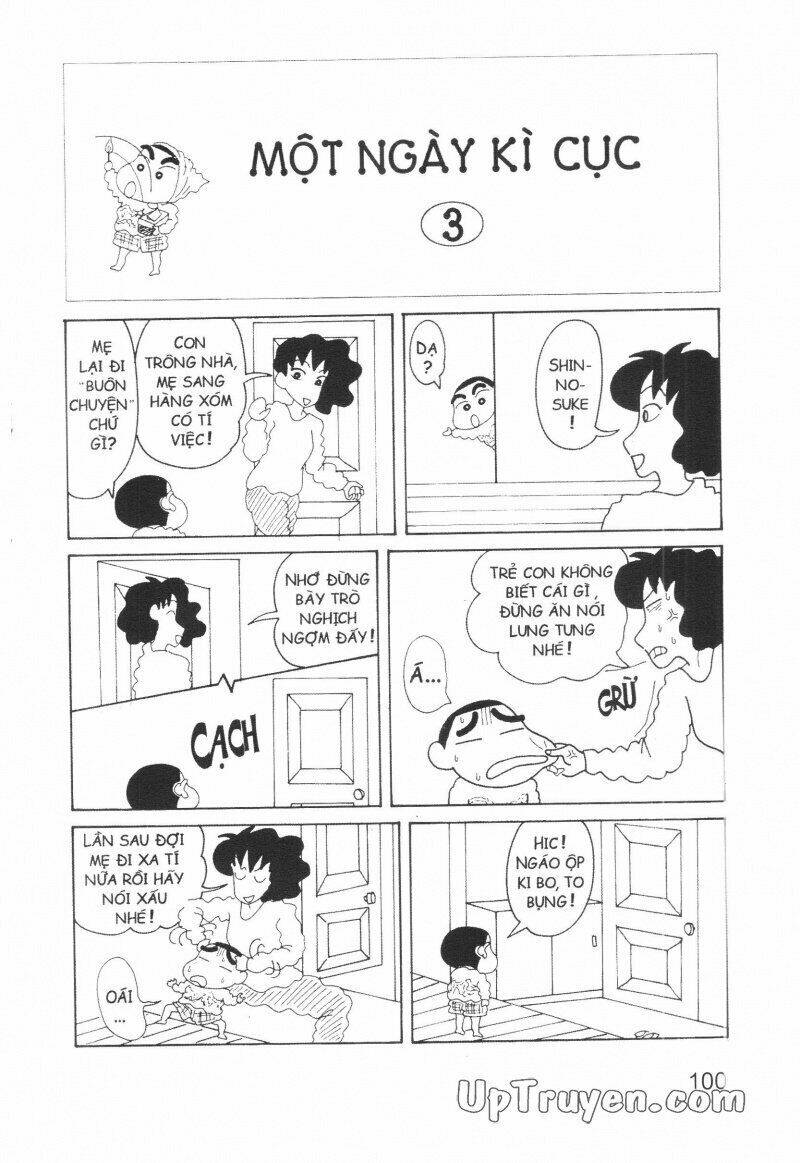 MỘT NGÀY KÌ CỤC
3
SHIN-
NO-
SUKE
!
DẠ
?
CON
TRÔNG NHÀ,
MẸ SANG
HÀNG XÓM
CÓ TÍ
VIỆC!
MẸ
LẠI ĐI
"BUÔN
CHUYỆN"
CHỨ
GÌ?
TRẺ CON KHÔNG
BIẾT CÁI GÌ,
ĐỪNG ĂN NÓI
LUNG TUNG
NHÉ!
GRỪ
Á...
NHƠ ĐỪNG
BÀY TRÒ
NGHỊCH
NGỢM ĐẤY!
CẠCH
HIC!
NGÁO ỘP
KI BO, TO
BỤNG!
LẦN SAU ĐỢI
MẸ ĐI XA TÍ
NỮA RỒI HÃY
NÓI XẤU
NHÉ!
OÁI
...
100
UpTruyen.com